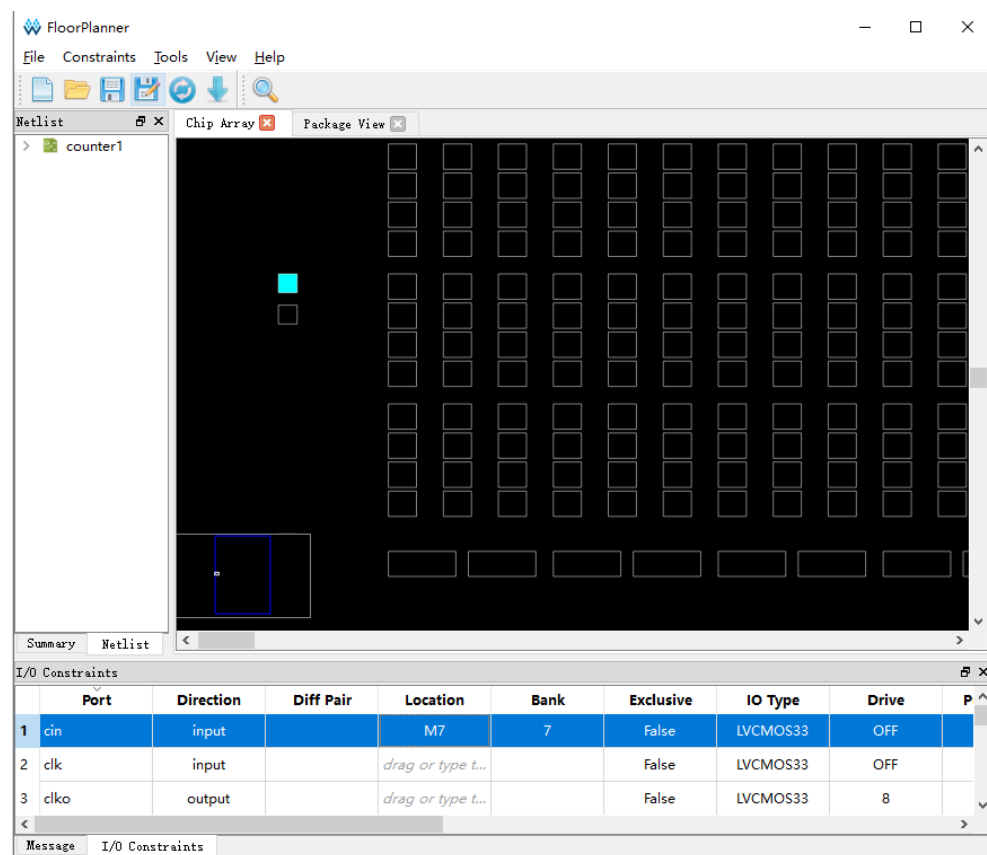 FloorPlanner
File Constraints Tools View Help
Netlist
Chip Array Package View
counter1
Summary Netlist
I/O Constraints
Port Direction Diff Pair Location Bank Exclusive IO Type Drive
1 cin input M7 7 False LVCMOS33 OFF
2 clk input drag or type t... False LVCMOS33 OFF
3 clko output drag or type t... False LVCMOS33 8
Message I/O Constraints